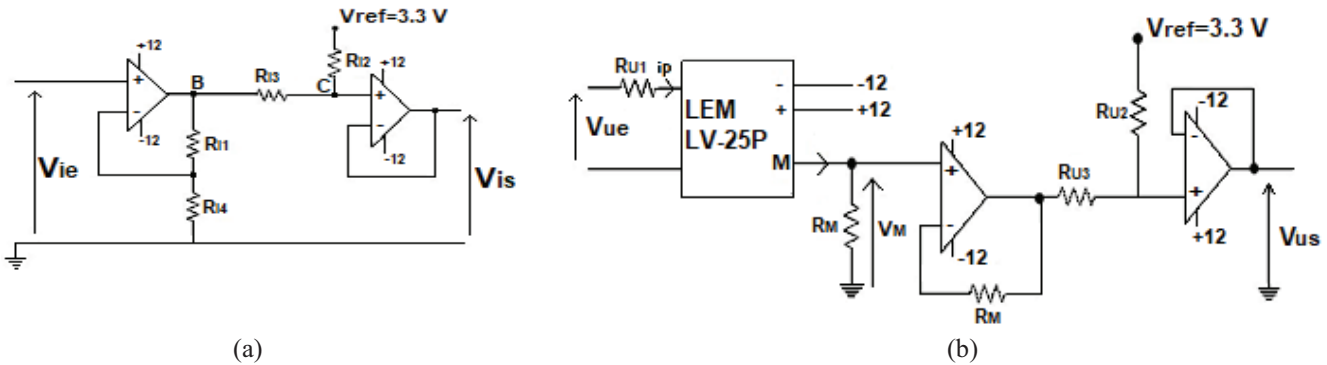 Vref=3.3 V
+12
RI2
+12
B
RI3
C
+
-
-12
RI1
+
-
-12
Vie
Vis
RI4
(a)
Vref=3.3 V
RU1 ip
LEM
LV-25P
- -12
+ +12
Vue
M
RU2
-12
-
+12
+
-
-12
RU3
+
+12
RM
VM
Vus
RM
(b)